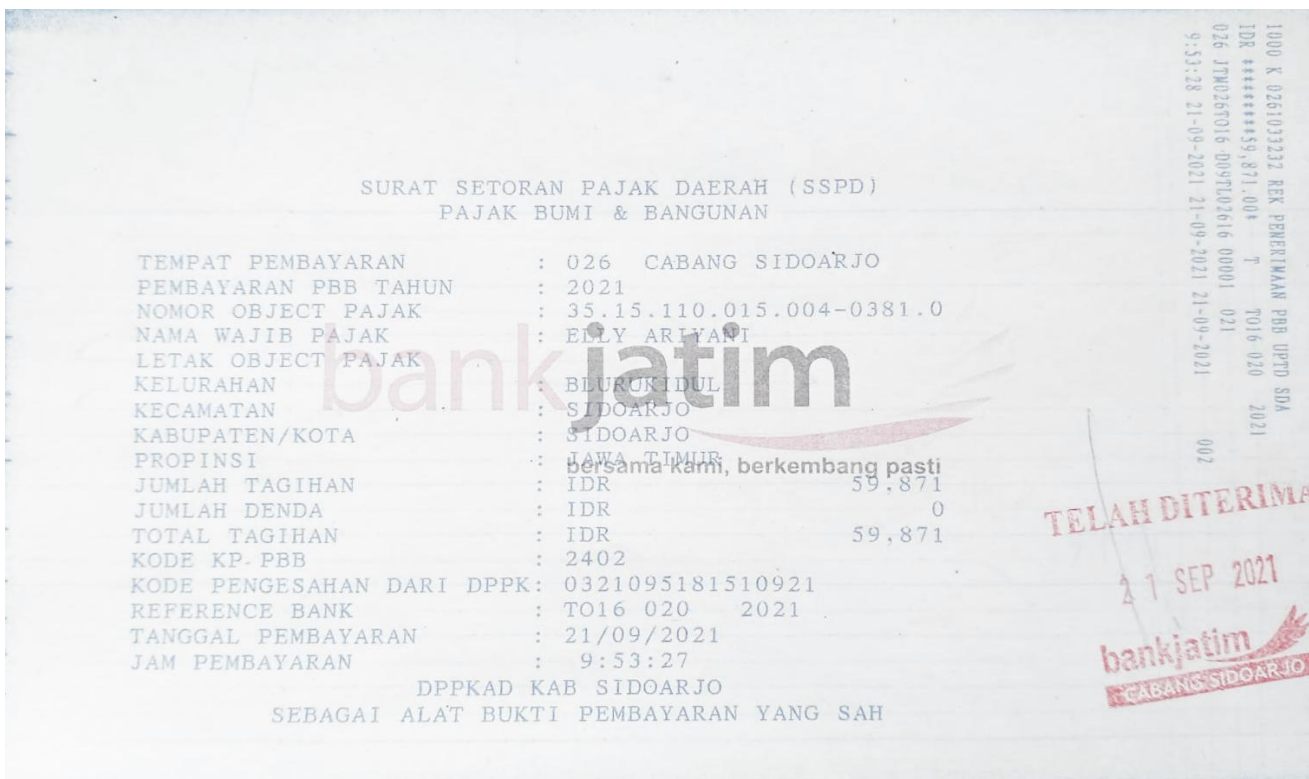 SURAT SETORAN PAJAK DAERAH (SSPD)
PAJAK BUMI & BANGUNAN
TEMPAT PEMBAYARAN : 026 CABANG SIDOARJO
PEMBAYARAN PBB TAHUN : 2021
NOMOR OBJECT PAJAK : 35.15.110.015.004-0381.0
NAMA WAJIB PAJAK : ELLY ARIYANI
LETAK OBJECT PAJAK
KELURAHAN : BLURUKIDUL
KECAMATAN : SIDOARJO
KABUPATEN/KOTA : SIDOARJO
PROPINSI : JAWA TIMUR
JUMLAH TAGIHAN : IDR 59,871
JUMLAH DENDA : IDR 0
TOTAL TAGIHAN : IDR 59,871
KODE KP-PBB : 2402
KODE PENGESAHAN DARI DPPK: 0321095181510921
REFERENCE BANK : TO16 020 2021
TANGGAL PEMBAYARAN : 21/09/2021
JAM PEMBAYARAN : 9:53:27
DPPKAD KAB SIDOARJO
SEBAGAI ALAT BUKTI PEMBAYARAN YANG SAH
bankjatim
bersama kami, berkembang pasti
1000 K 0261033232 REK PENERIMAAN PBB UPTD SDA
IDR **********59,871.00* T TO16 020 2021
026 JTM026TO16 D09TL02616 00001 021
9:53:28 21-09-2021 21-09-2021 21-09-2021 002
TELAH DITERIMA
21 SEP 2021
bankjatim
CABANG SIDOARJO